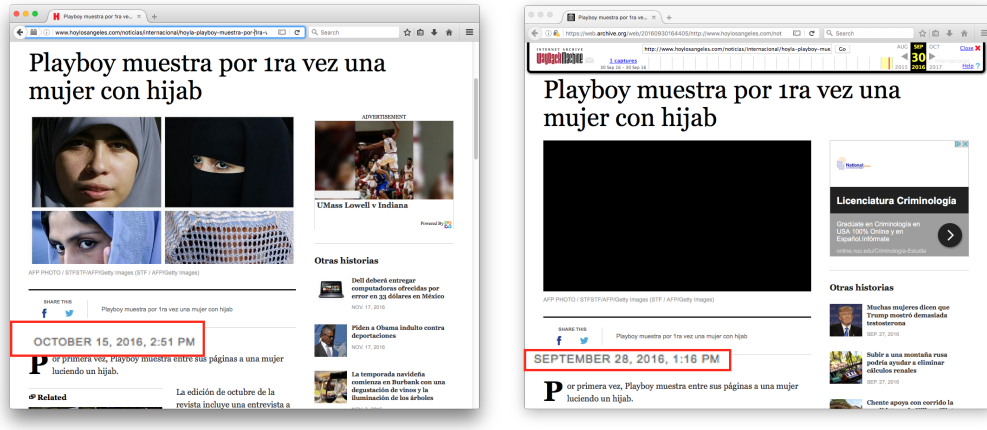 Playboy muestra por 1ra ve...
www.hoylosangeles.com/noticias/internacional/hoyla-playboy-muestra-por-1ra-v
Search
Playboy muestra por 1ra vez una
mujer con hijab
AFP PHOTO / STFSTF/AFP/Getty Images (STF / AFP/Getty Images)
SHARE THIS
Playboy muestra por 1ra vez una mujer con hijab
OCTOBER 15, 2016, 2:51 PM
Por primera vez, Playboy muestra entre sus páginas a una mujer
luciendo un hijab.
Related
La edición de octubre de la
revista incluye una entrevista a
ADVERTISEMENT
UMass Lowell v Indiana
Powered By
Otras historias
Dell deberá entregar
computadoras ofrecidas por
error en 33 dólares en México
NOV. 17, 2016
Piden a Obama indulto contra
deportaciones
NOV. 17, 2016
La temporada navideña
comienza en Burbank con una
degustación de vinos y la
iluminación de los árboles
Playboy muestra por 1ra ve...
https://web.archive.org/web/20160930164405/http://www.hoylosangeles.com/not
Search
INTERNET ARCHIVE
WayBackMachine
http://www.hoylosangeles.com/noticias/internacional/hoyla-playboy-mue
Go
1 captures
30 Sep 16 - 30 Sep 16
AUG SEP OCT
30
2015 2016 2017
Close
Help ?
Playboy muestra por 1ra vez una
mujer con hijab
AFP PHOTO / STFSTF/AFP/Getty Images (STF / AFP/Getty Images)
SHARE THIS
Playboy muestra por 1ra vez una mujer con hijab
SEPTEMBER 28, 2016, 1:16 PM
Por primera vez, Playboy muestra entre sus páginas a una mujer
luciendo un hijab.
National
Licenciatura Criminología
Gradúate en Criminología en
USA 100% Online y en
Español.Infórmate
online.nuc.edu/Criminologia-Estudia
Otras historias
Muchas mujeres dicen que
Trump mostró demasiada
testosterona
SEP. 27, 2016
Subir a una montaña rusa
podría ayudar a eliminar
cálculos renales
SEP. 27, 2016
Chente apoya con corrido la